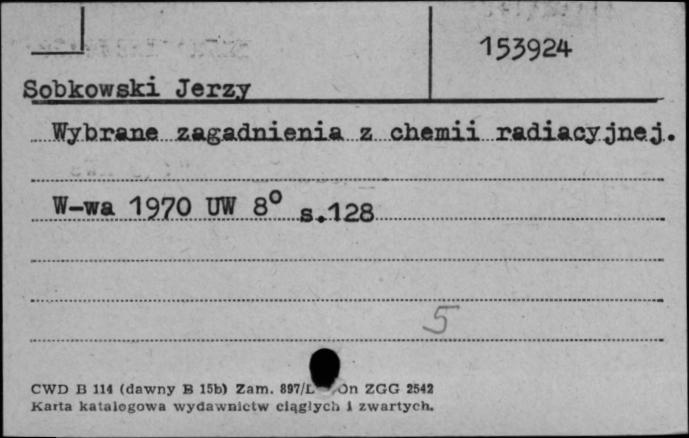 153924
Sobkowski Jerzy
Wybrane zagadnienia z chemii radiacyjnej.
W-wa 1970 UW 8° s.128
5
CWD B 114 (dawny B 15b) Zam. 897/L ZGG 2542
Karta katalogowa wydawnictw ciągłych i zwartych.